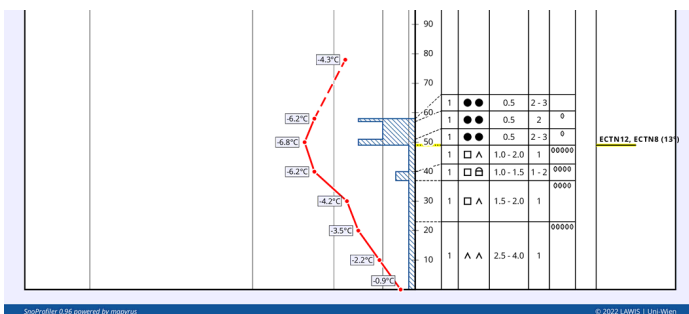 90
80
-4.3°C
70
1 ●● 0.5 2 - 3
60
-6.2°C
1 ●● 0.5 2 0
1 ●● 0.5 2 - 3 0
-6.8°C
50
ECTN12, ECTN8 (13°)
1 □ ∧ 1.0 - 2.0 1 00000
-6.2°C
40
1 1.0 - 1.5 1 - 2 0000
0000
-4.2°C
30
1 □ ∧ 1.5 - 2.0 1
-3.5°C
20
00000
-2.2°C
10
1 ∧ ∧ 2.5 - 4.0 1
-0.9°C
SnoProfiler 0.96 powered by mapyrus
© 2022 LAWIS | Uni-Wien